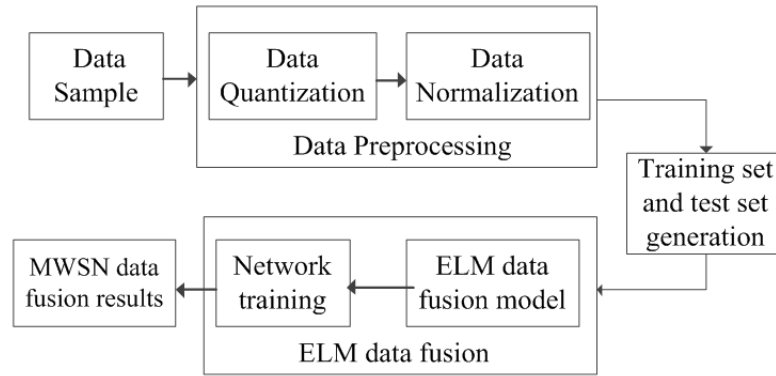 Data
Sample
Data
Quantization
Data
Normalization
Data Preprocessing
Training set
and test set
generation
ELM data
fusion model
Network
training
ELM data fusion
MWSN data
fusion results